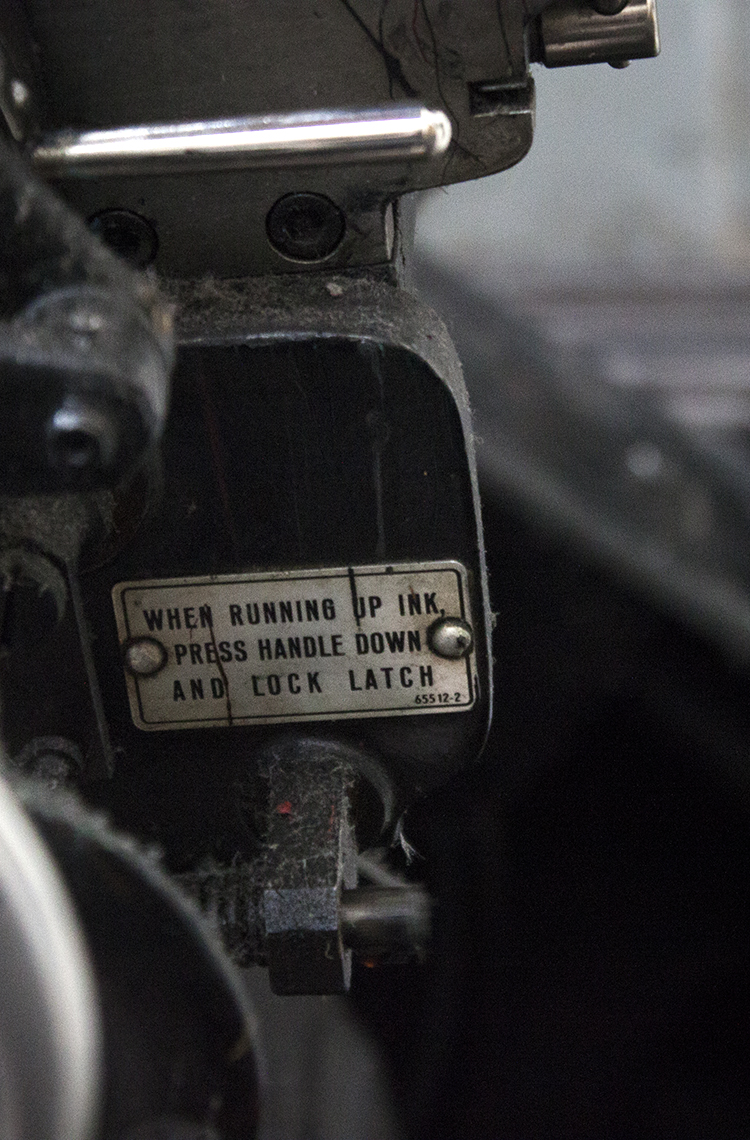 WHEN RUNNING UP INK,
PRESS HANDLE DOWN
AND LOCK LATCH
65512-2